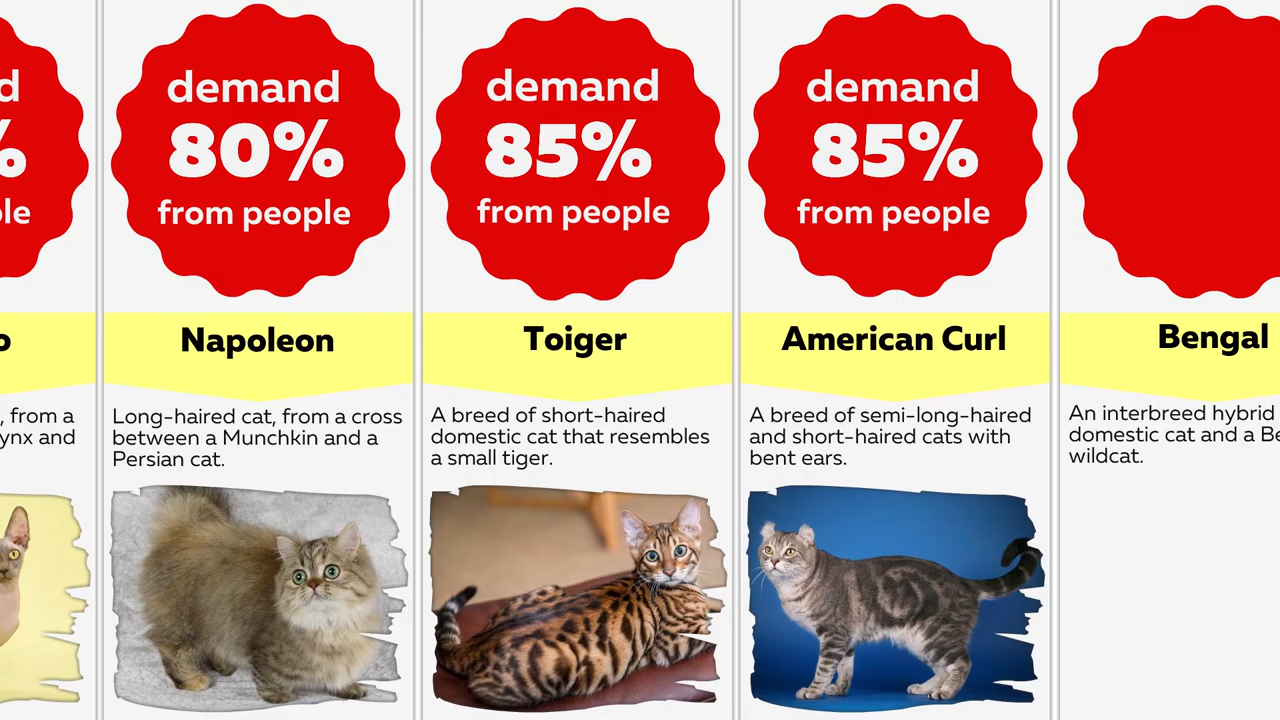 d
%
ple
o
, from a
ynx and
demand
80%
from people
Napoleon
Long-haired cat, from a cross
between a Munchkin and a
Persian cat.
demand
85%
from people
Toiger
A breed of short-haired
domestic cat that resembles
a small tiger.
demand
85%
from people
American Curl
A breed of semi-long-haired
and short-haired cats with
bent ears.
Bengal
An interbreed hybrid
domestic cat and a Be
wildcat.